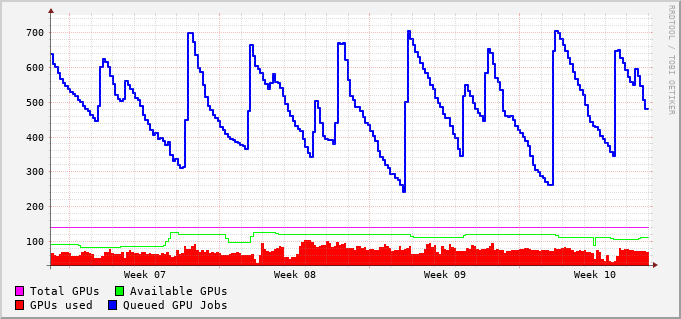 700
600
500
400
300
200
100
Week 07 Week 08 Week 09 Week 10
Total GPUs Available GPUs
GPUs used Queued GPU Jobs
RRDTOOL / TOBI OETIKER